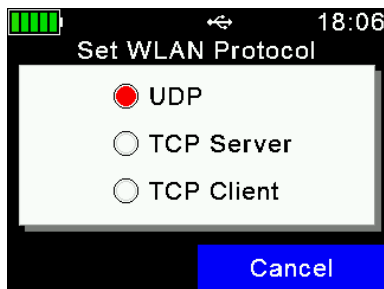 18:06
Set WLAN Protocol
UDP
TCP Server
TCP Client
Cancel